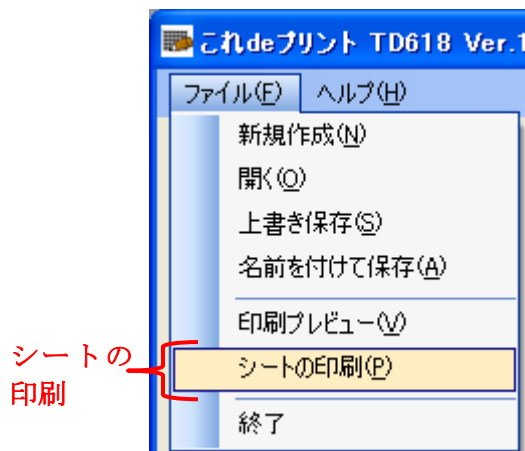 これdeプリント TD618 Ver.1
ファイル(F) ヘルプ(H)
新規作成(N)
開く(O)
上書き保存(S)
名前を付けて保存(A)
印刷プレビュー(V)
シートの印刷(P)
終了
シートの
印刷